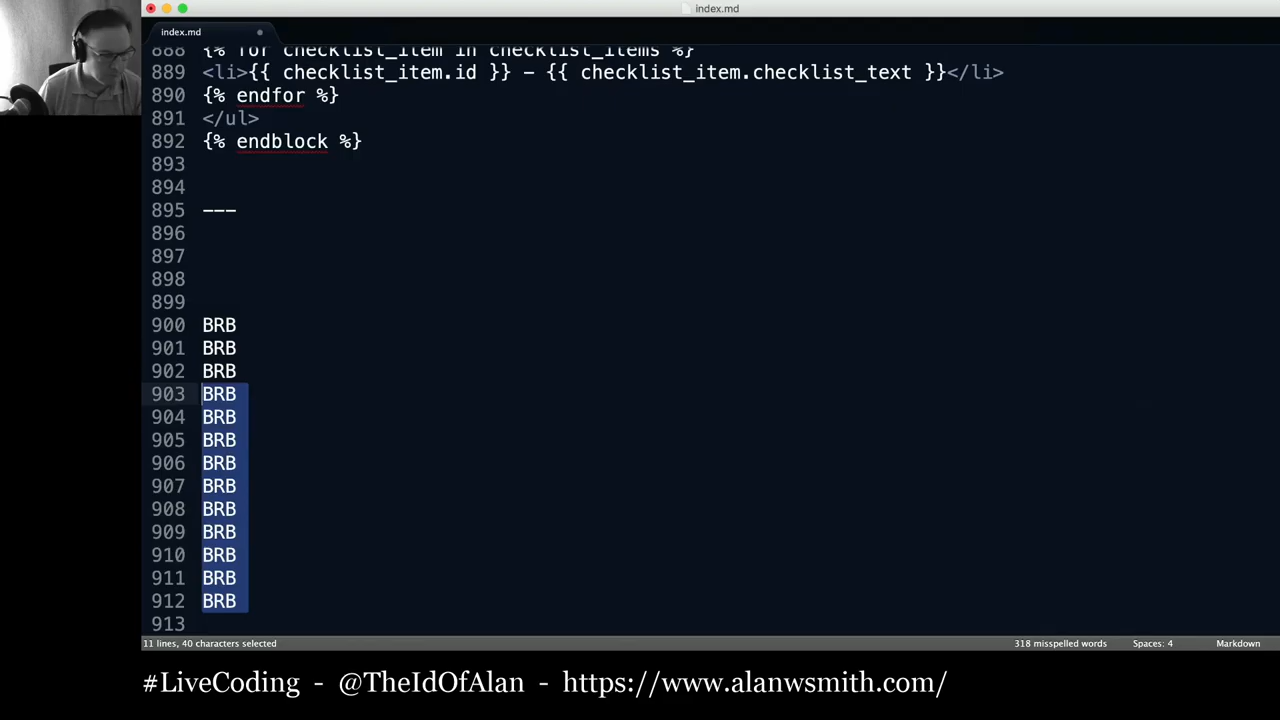 index.md
index.md
888 {% for checklist_item in checklist_items %}
889 <li>{{ checklist_item.id }} - {{ checklist_item.checklist_text }}</li>
890 {% endfor %}
891 </ul>
892 {% endblock %}
893
894
895 ---
896
897
898
899
900 BRB
901 BRB
902 BRB
903 BRB
904 BRB
905 BRB
906 BRB
907 BRB
908 BRB
909 BRB
910 BRB
911 BRB
912 BRB
913
11 lines, 40 characters selected 318 misspelled words Spaces: 4 Markdown
#LiveCoding - @TheIdOfAlan - https://www.alanwsmith.com/